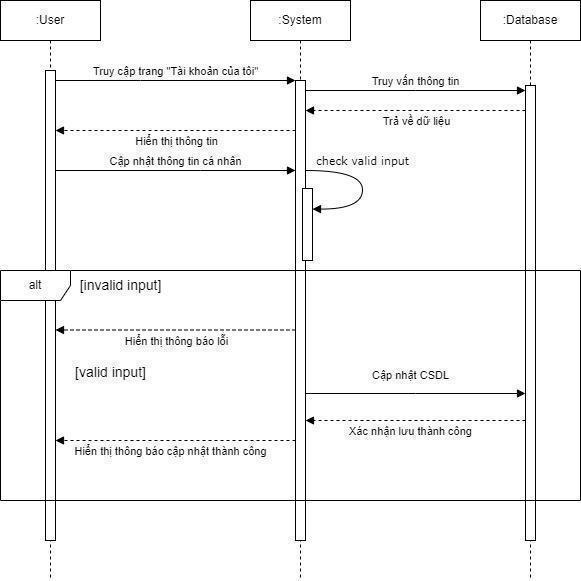 :User
:System
:Database
Truy cập trang "Tài khoản của tôi"
Truy vấn thông tin
Trả về dữ liệu
Hiển thị thông tin
Cập nhật thông tin cá nhân
check valid input
alt
[invalid input]
Hiển thị thông báo lỗi
[valid input]
Cập nhật CSDL
Xác nhận lưu thành công
Hiển thị thông báo cập nhật thành công